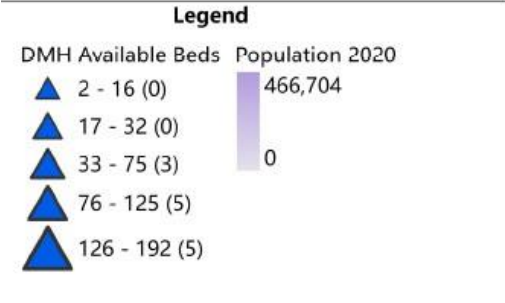 Legend
DMH Available Beds Population 2020
2 - 16 (0)
466,704
17 - 32 (0)
33 - 75 (3)
0
76 - 125 (5)
126 - 192 (5)